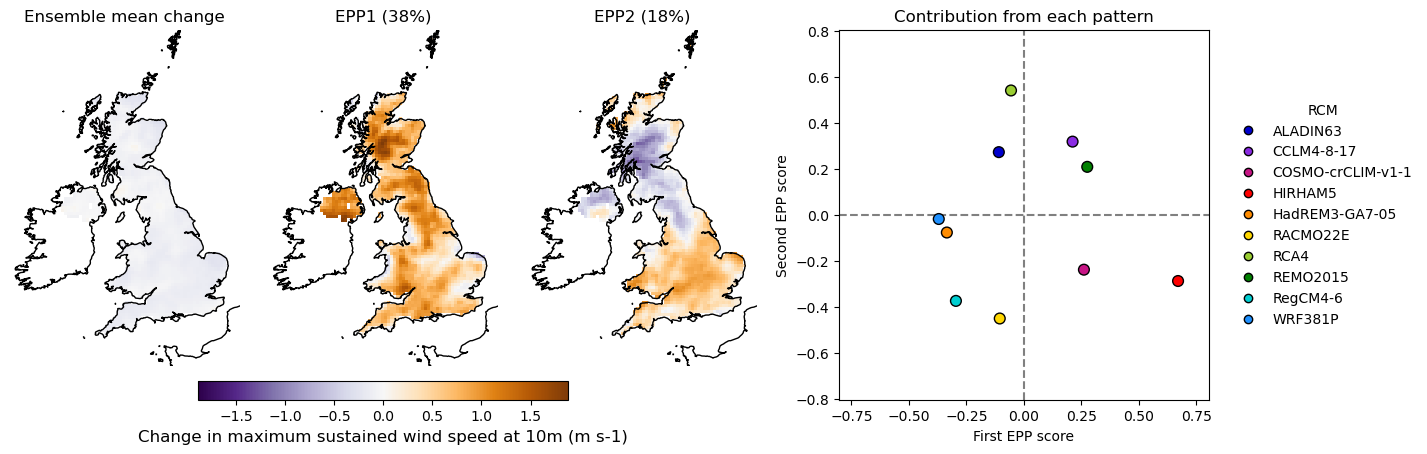 Ensemble mean change
EPP1 (38%)
EPP2 (18%)
Contribution from each pattern
−1.5 −1.0 −0.5 0.0 0.5 1.0 1.5
Change in maximum sustained wind speed at 10m (m s-1)
Second EPP score
0.8
0.6
0.4
0.2
0.0
−0.2
−0.4
−0.6
−0.8
−0.75 −0.50 −0.25 0.00 0.25 0.50 0.75
First EPP score
RCM
ALADIN63
CCLM4-8-17
COSMO-crCLIM-v1-1
HIRHAM5
HadREM3-GA7-05
RACMO22E
RCA4
REMO2015
RegCM4-6
WRF381P